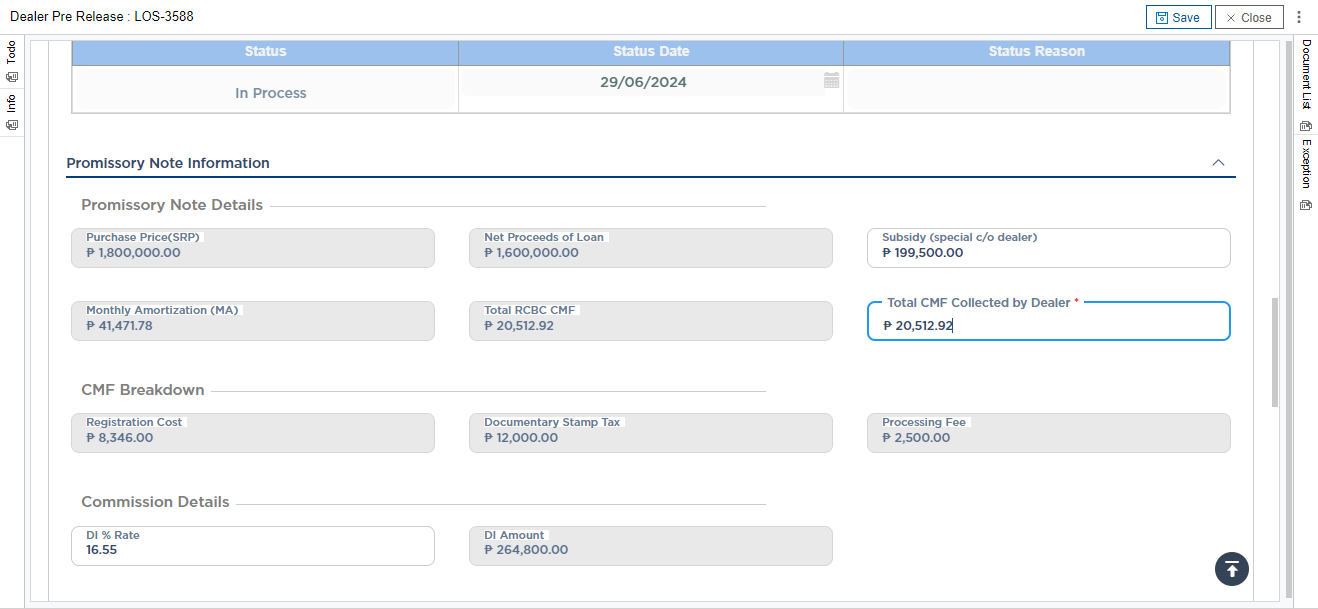 Dealer Pre Release : LOS-3588
Save
Close
Todo
Info
Document List
Exception
Status Status Date Status Reason
In Process 29/06/2024
Promissory Note Information
Promissory Note Details
Purchase Price(SRP) Net Proceeds of Loan Subsidy (special c/o dealer)
₱ 1,800,000.00 ₱ 1,600,000.00 ₱ 199,500.00
Monthly Amortization (MA) Total RCBC CMF Total CMF Collected by Dealer *
₱ 41,471.78 ₱ 20,512.92 ₱ 20,512.92
CMF Breakdown
Registration Cost Documentary Stamp Tax Processing Fee
₱ 8,346.00 ₱ 12,000.00 ₱ 2,500.00
Commission Details
DI % Rate DI Amount
16.55 ₱ 264,800.00